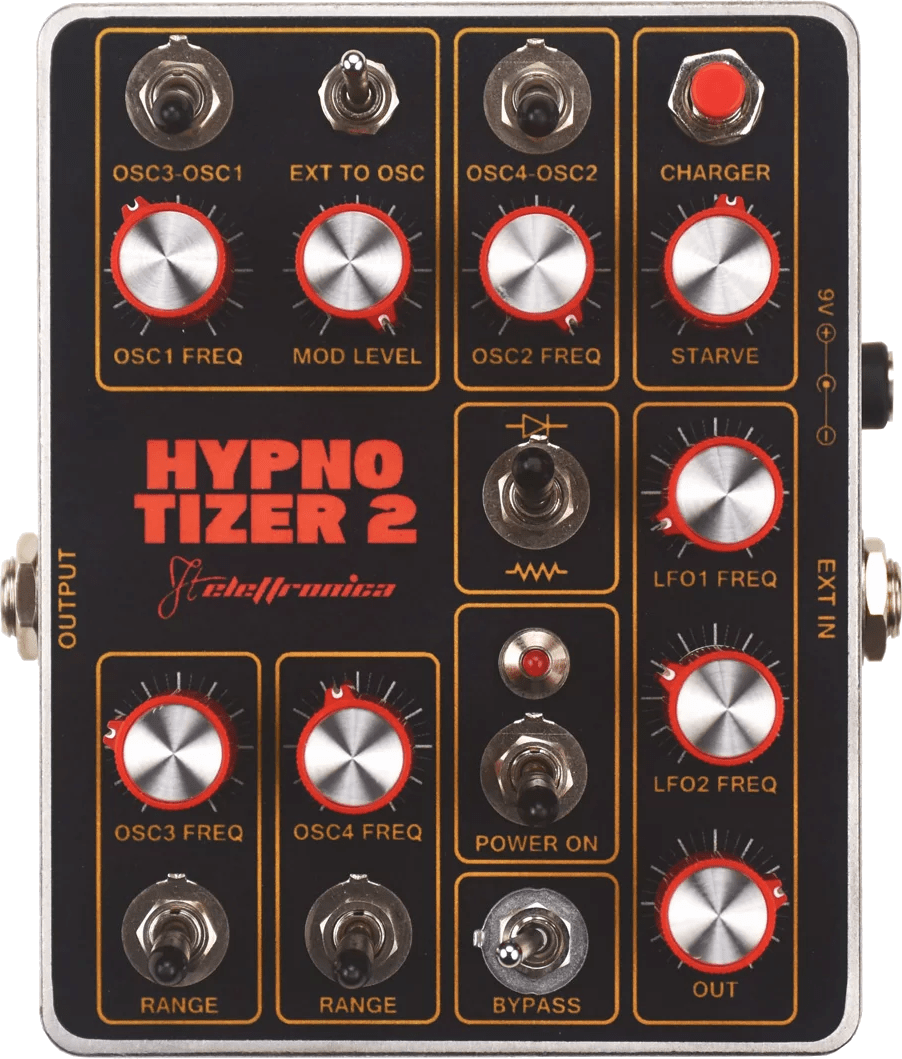 OSC3-OSC1
EXT TO OSC
OSC4-OSC2
CHARGER
OSC1 FREQ
MOD LEVEL
OSC2 FREQ
STARVE
9V
HYPNO
TIZER 2
Jt elettronica
LFO1 FREQ
OUTPUT
EXT IN
LFO2 FREQ
OSC3 FREQ
OSC4 FREQ
POWER ON
RANGE
RANGE
BYPASS
OUT